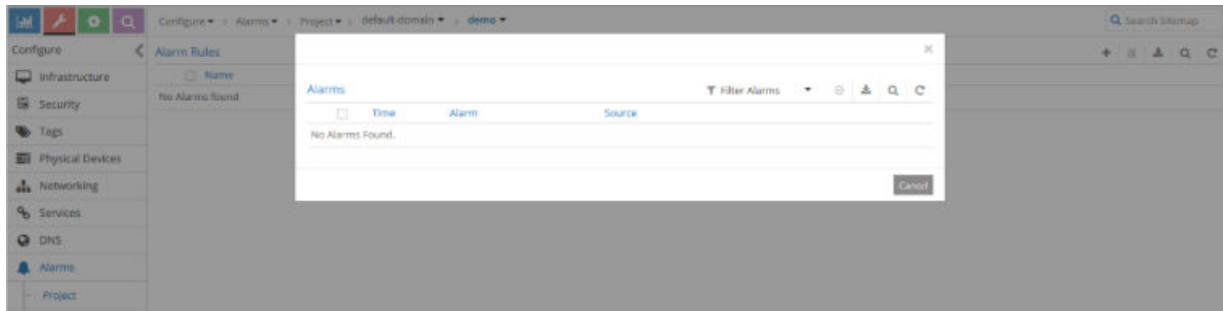 Configure > Alarms > Project > default-domain > demo
Search Sitemap
Configure
Alarm Rules
Infrastructure
Name
No Alarms found
Security
Tags
Physical Devices
Networking
Services
DNS
Alarms
Project
Alarms
Filter Alarms
Time Alarm Source
No Alarms Found.
Cancel